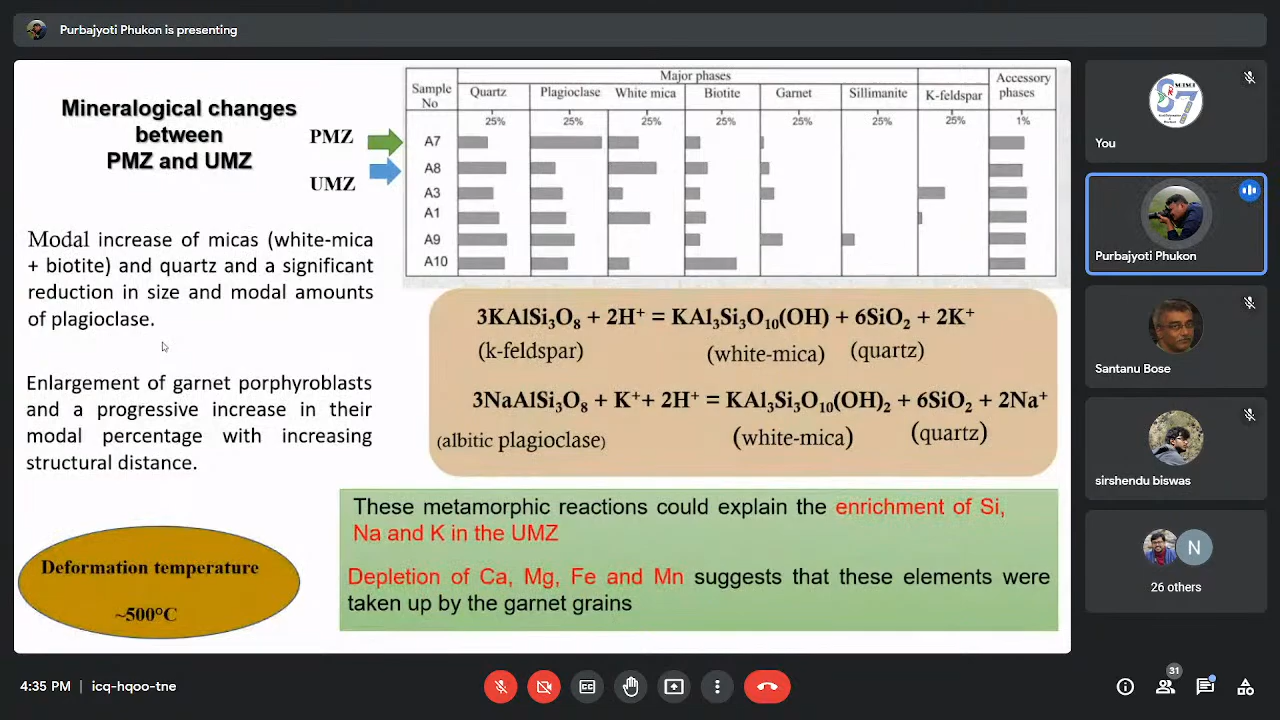 Purbajyoti Phukon is presenting
Mineralogical changes
between
PMZ and UMZ
PMZ
UMZ
Modal increase of micas (white-mica
+ biotite) and quartz and a significant
reduction in size and modal amounts
of plagioclase.
Enlargement of garnet porphyroblasts
and a progressive increase in their
modal percentage with increasing
structural distance.
Deformation temperature
~500°C
Sample No
Major phases
Accessory phases
Quartz Plagioclase White mica Biotite Garnet Sillimanite K-feldspar
25% 25% 25% 25% 25% 25% 25% 1%
A7
A8
A3
A1
A9
A10
3KAlSi₃O₈ + 2H⁺ = KAl₃Si₃O₁₀(OH) + 6SiO₂ + 2K⁺
(k-feldspar) (white-mica) (quartz)
3NaAlSi₃O₈ + K⁺+ 2H⁺ = KAl₃Si₃O₁₀(OH)₂ + 6SiO₂ + 2Na⁺
(albitic plagioclase) (white-mica) (quartz)
These metamorphic reactions could explain the enrichment of Si,
Na and K in the UMZ
Depletion of Ca, Mg, Fe and Mn suggests that these elements were
taken up by the garnet grains
You
Purbajyoti Phukon
Santanu Bose
sirshendu biswas
N
26 others
4:35 PM | icq-hqoo-tne
31